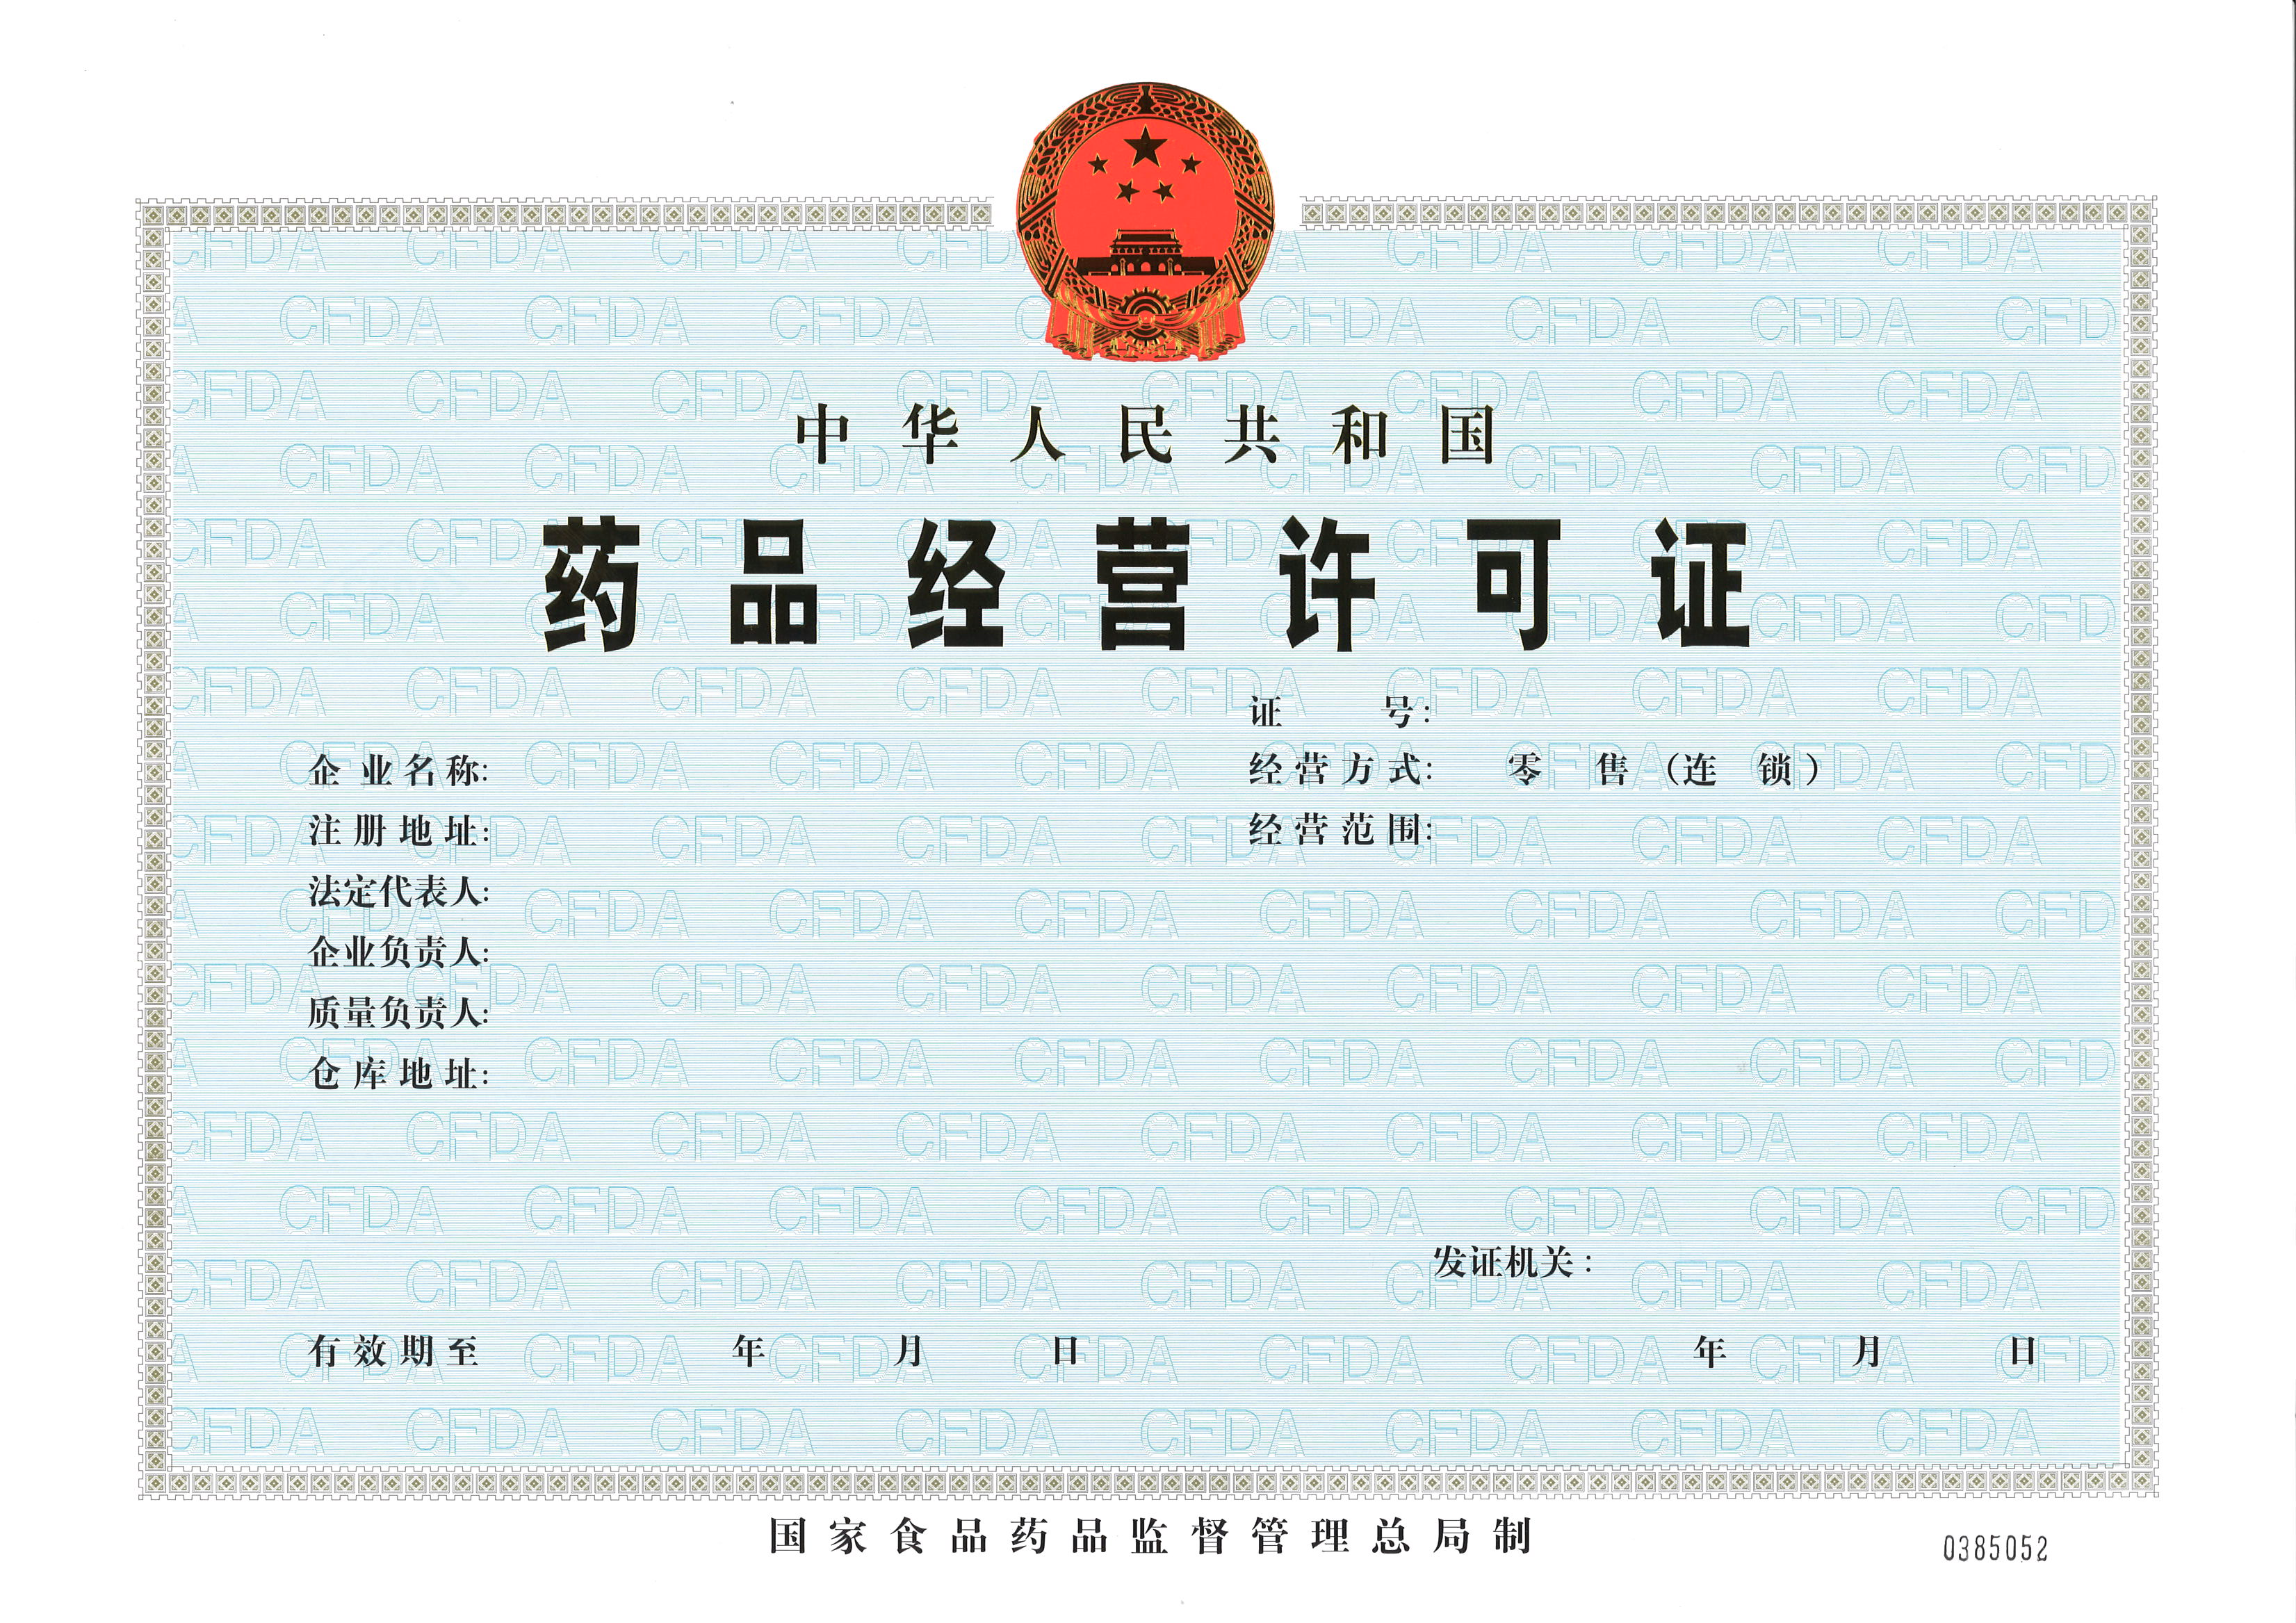 中华人民共和国
药品经营许可证
证 号：
企业名称：
经营方式： 零 售（连 锁）
注册地址：
经营范围：
法定代表人：
企业负责人：
质量负责人：
仓库地址：
发证机关：
有效期至 年 月 日
年 月 日
国家食品药品监督管理总局制
0385052
CFDA